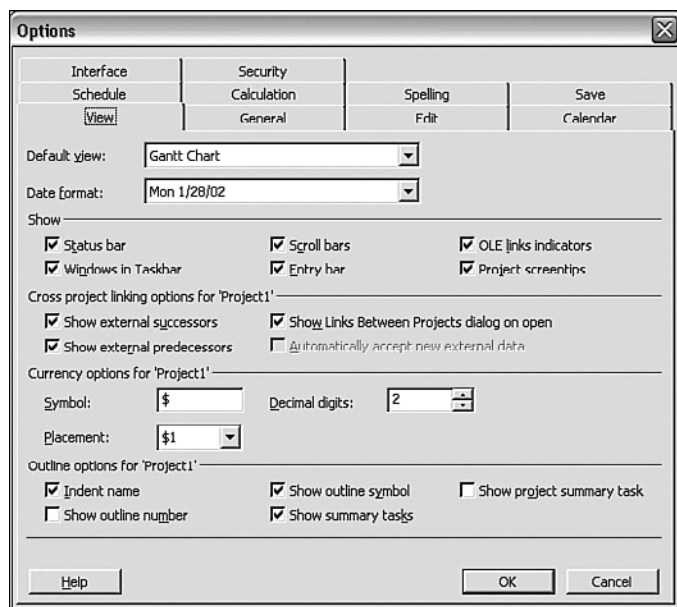 Options
Interface Security
Schedule Calculation Spelling Save
View General Edit Calendar
Default view: Gantt Chart
Date format: Mon 1/28/02
Show
Status bar Scroll bars OLE links indicators
Windows in Taskbar Entry bar Project screentips
Cross project linking options for 'Project1'
Show external successors Show Links Between Projects dialog on open
Show external predecessors Automatically accept new external data
Currency options for 'Project1'
Symbol: $ Decimal digits: 2
Placement: $1
Outline options for 'Project1'
Indent name Show outline symbol Show project summary task
Show outline number Show summary tasks
Help OK Cancel